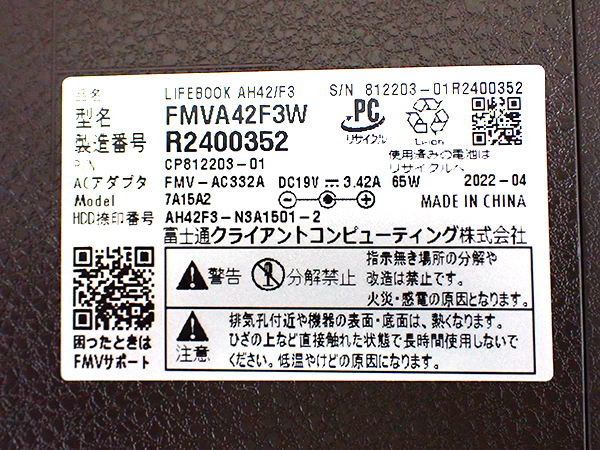 品名 LIFEBOOK AH42/F3 S/N 812203-01R2400352
型名 FMVA42F3W
製造番号 R2400352
P/N CP812203-01
ACアダプタ FMV-AC332A DC19V 3.42A 65W 2022-04
Model 7A15A2 MADE IN CHINA
HDD捺印番号 AH42F3-N3A1501-2
PC
リサイクル
Li-ion
使用済みの電池は
リサイクルへ
富士通クライアントコンピューティング株式会社
警告 分解禁止
指示無き場所の分解や
改造は禁止です。
火災・感電の原因となります。
注意
排気孔付近や機器の表面・底面は、熱くなります。
ひざの上など直接触れた状態で長時間使用しないで
ください。低温やけどの原因になります。
困ったときは
FMVサポート